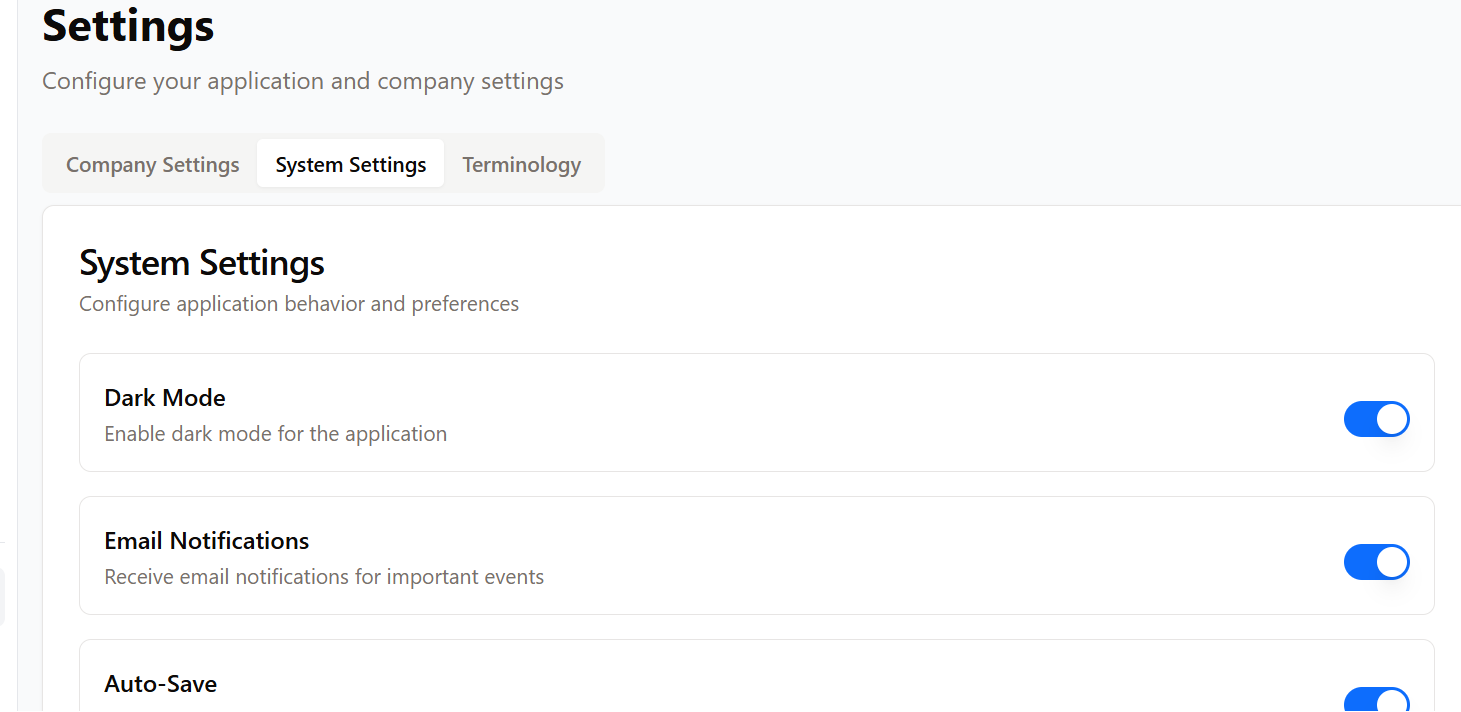 Settings
Configure your application and company settings
Company Settings
System Settings
Terminology
System Settings
Configure application behavior and preferences
Dark Mode
Enable dark mode for the application
Email Notifications
Receive email notifications for important events
Auto-Save